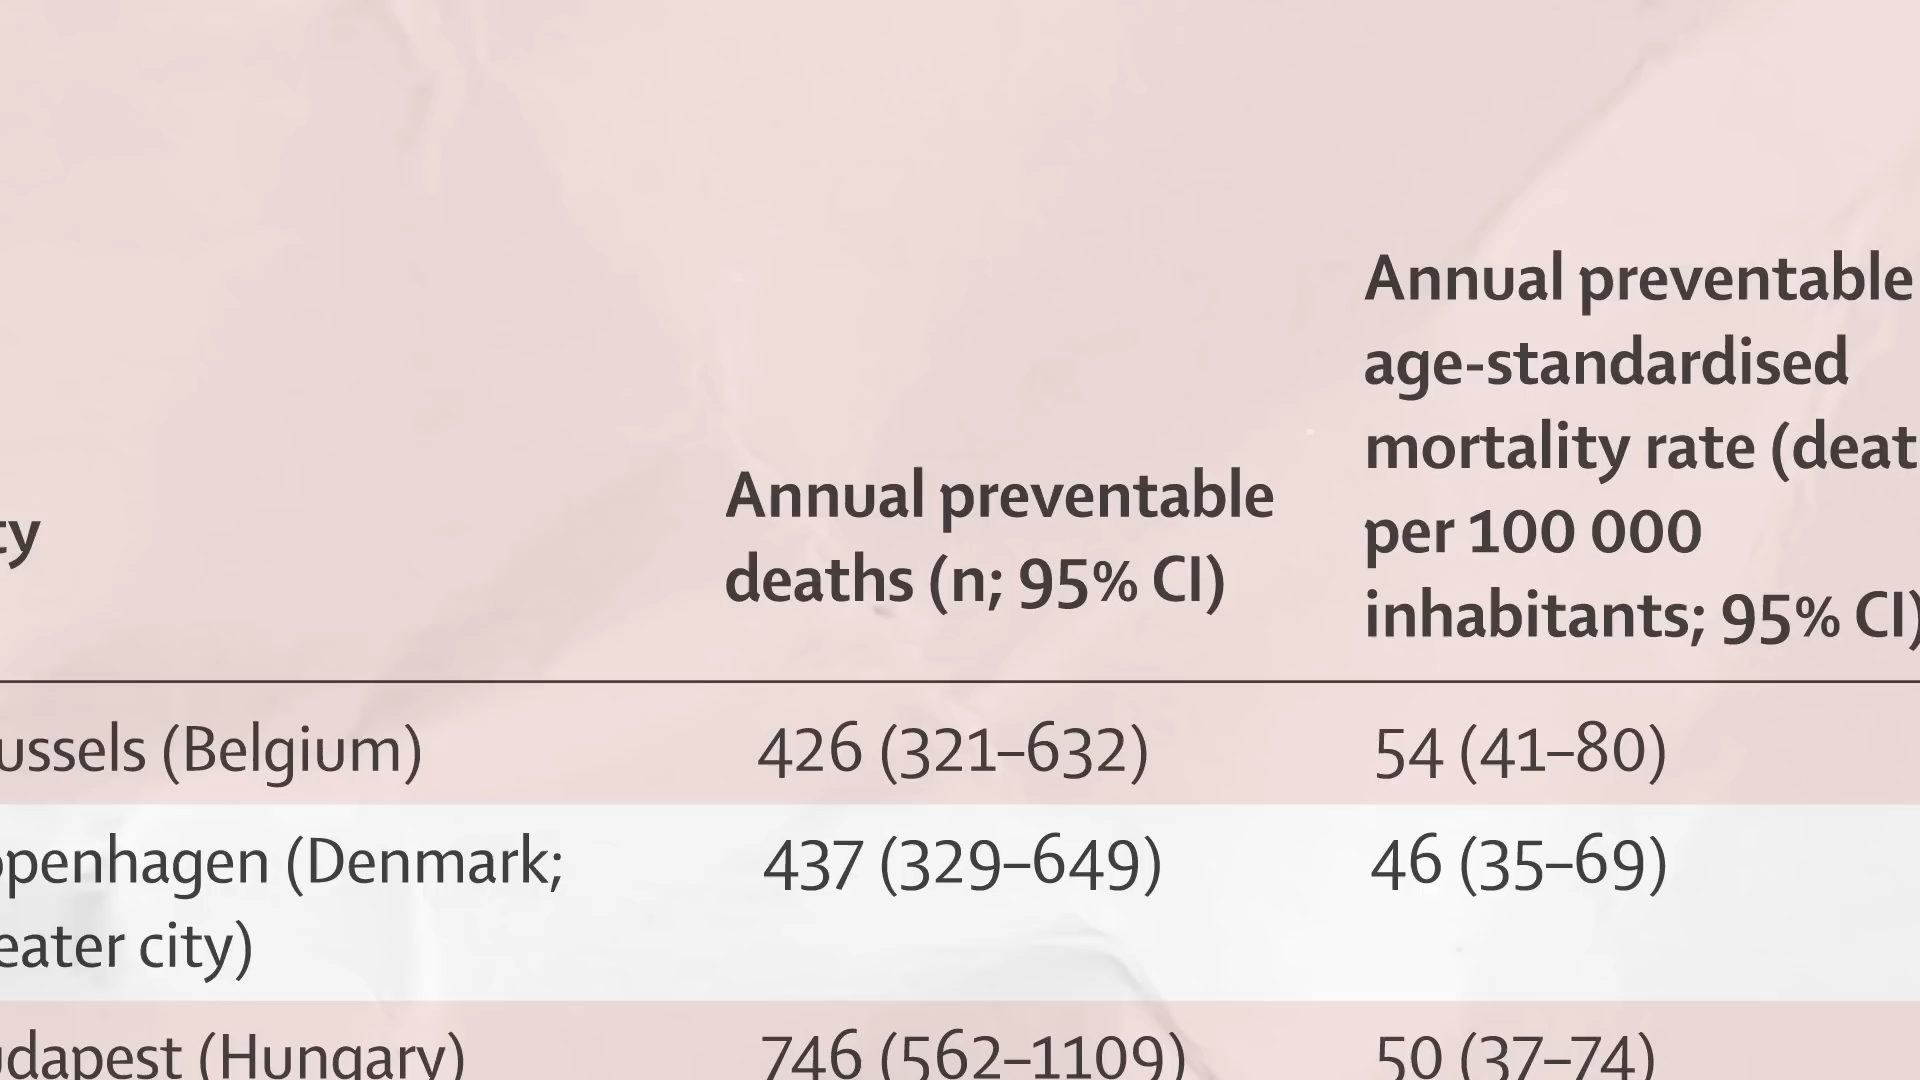 Annual preventable
age-standardised
mortality rate (deat
per 100 000
inhabitants; 95% CI)
Annual preventable
deaths (n; 95% CI)
ty
ussels (Belgium) 426 (321–632) 54 (41–80)
openhagen (Denmark; 437 (329–649) 46 (35–69)
eater city)
udapest (Hungary) 746 (562–1109) 50 (37–74)